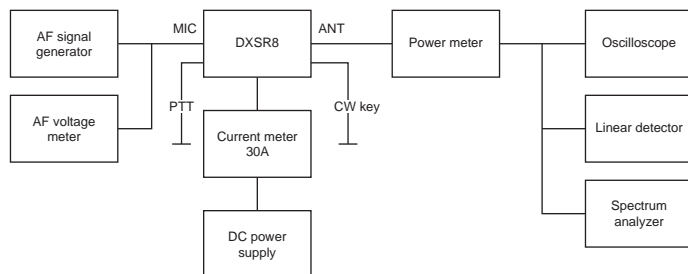 AF signal
generator
MIC
DXSR8
ANT
Power meter
Oscilloscope
PTT
CW key
AF voltage
meter
Current meter
30A
Linear detector
DC power
supply
Spectrum
analyzer